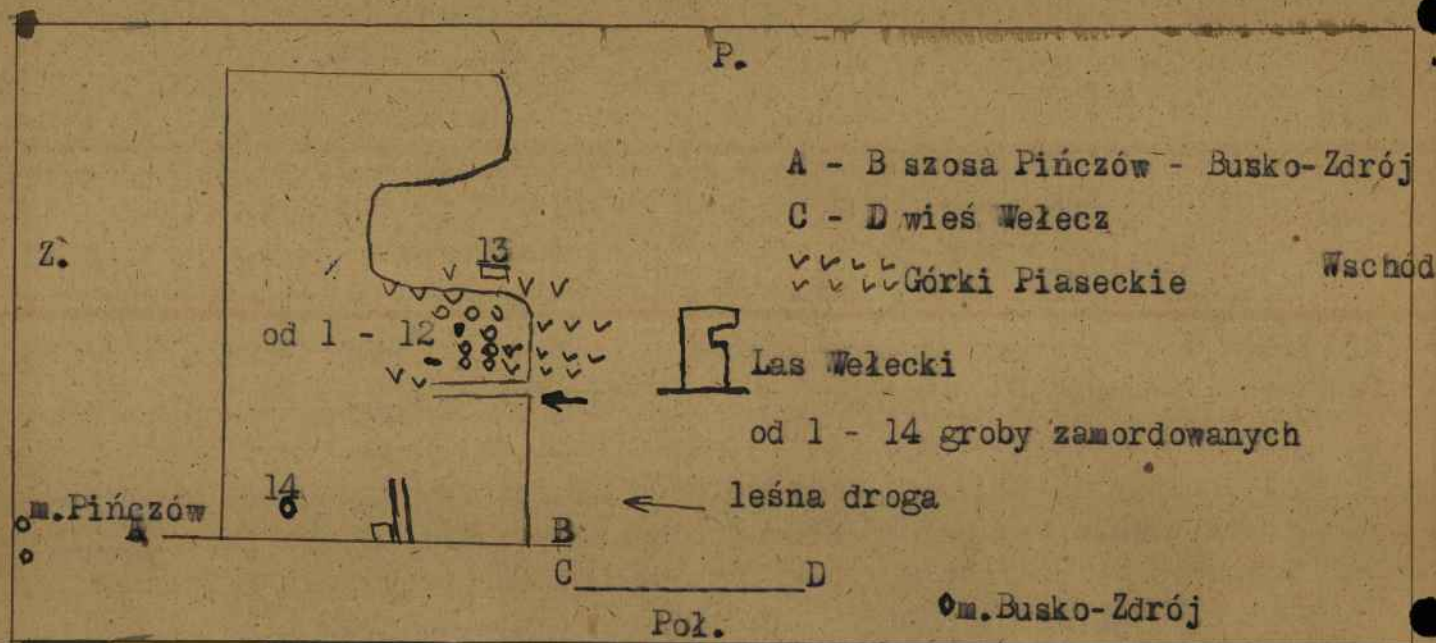 P.
A - B szosa Pińczów - Busko-Zdrój
C - D wieś Wełecz
Z.
13
Górki Piaseckie
Wschód
od 1 - 12
Las Wełecki
od 1 - 14 groby zamordowanych
14
leśna droga
m.Pińczów
A
B
C
D
m.Busko-Zdrój
Poł.